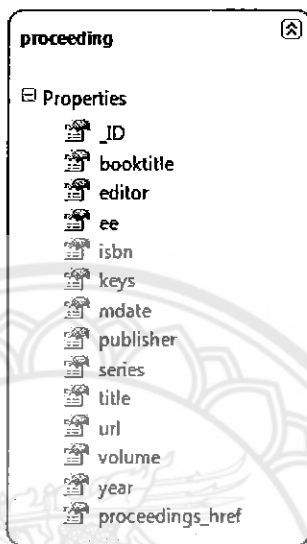 proceeding
Properties
_ID
booktitle
editor
ee
isbn
keys
mdate
publisher
series
title
url
volume
year
proceedings_href